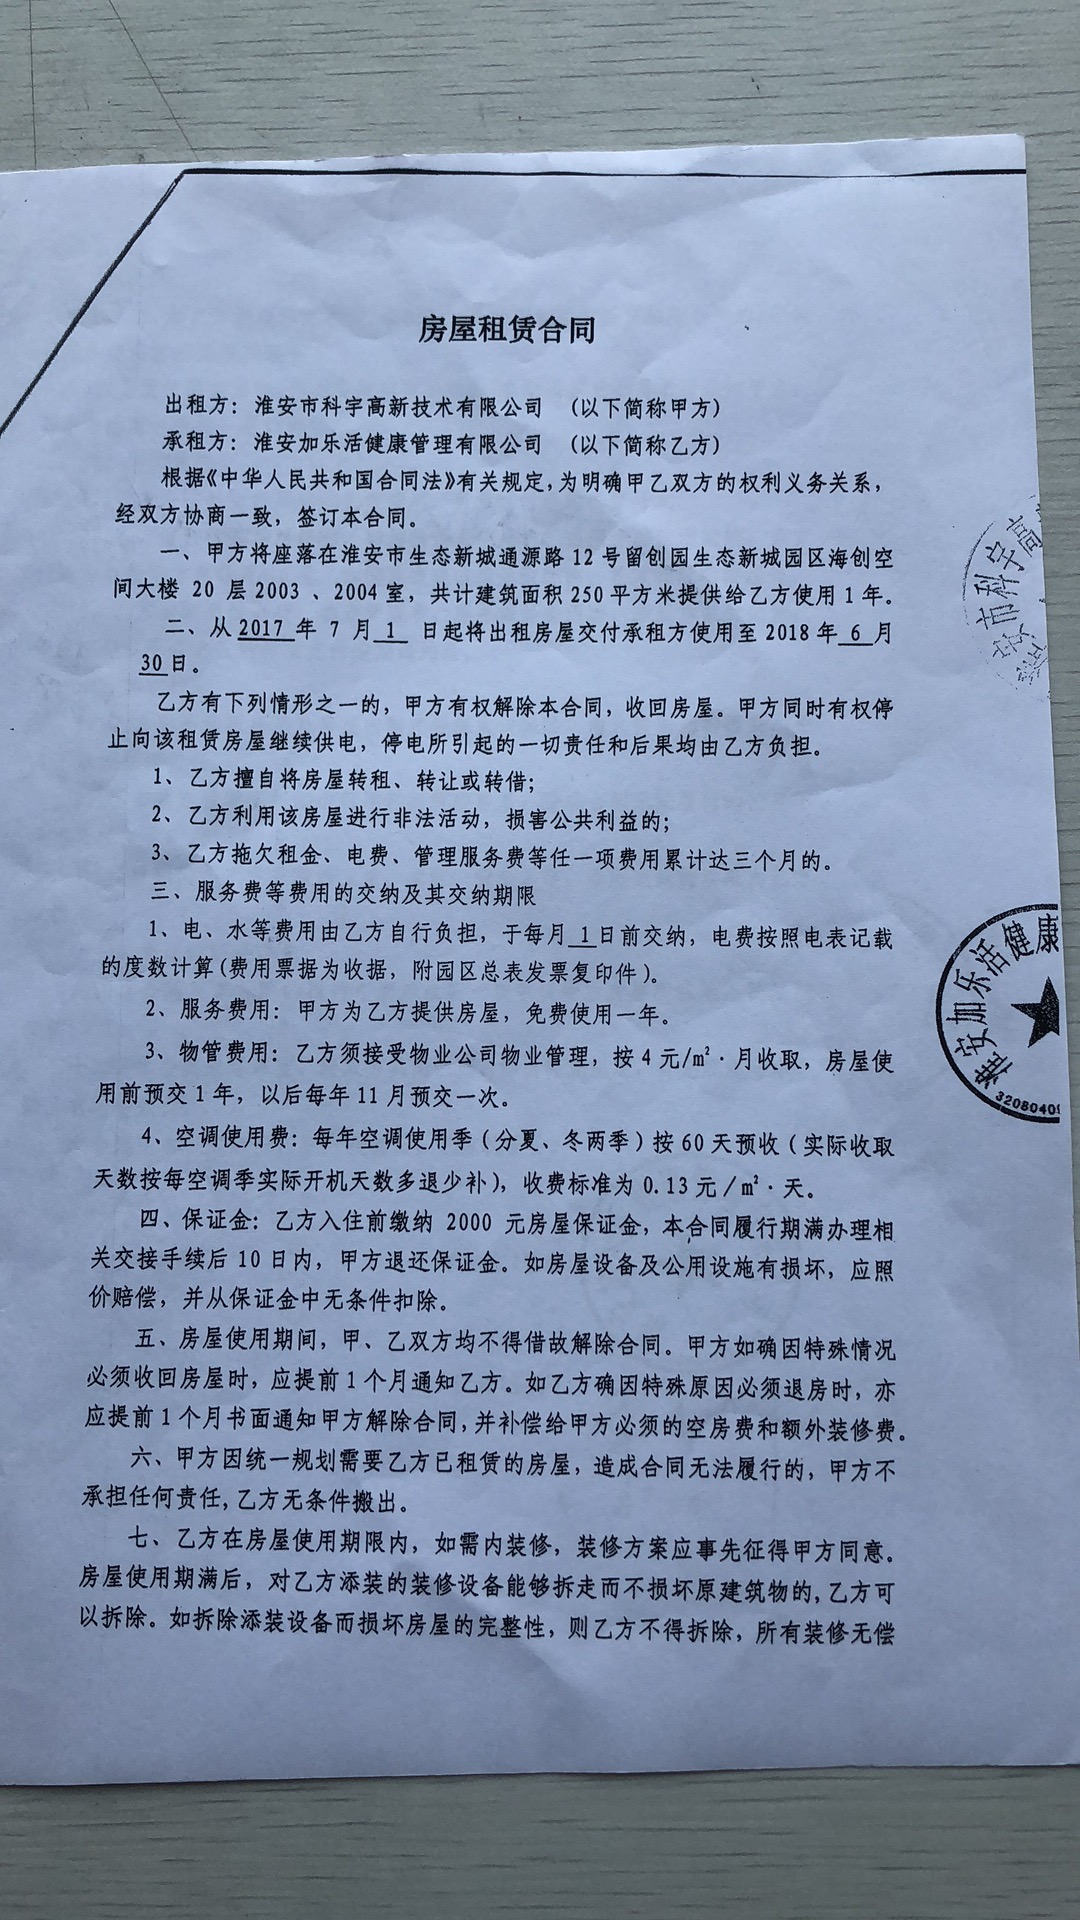 房屋租赁合同
出租方：淮安市科宇高新技术有限公司 （以下简称甲方）
承租方：淮安加乐活健康管理有限公司 （以下简称乙方）
根据《中华人民共和国合同法》有关规定，为明确甲乙双方的权利义务关系，
经双方协商一致，签订本合同。
一、甲方将座落在淮安市生态新城通源路 12 号留创园生态新城园区海创空
间大楼 20 层 2003 、2004 室，共计建筑面积 250 平方米提供给乙方使用 1 年。
二、从 2017 年 7 月 1 日起将出租房屋交付承租方使用至 2018 年 6 月
30 日。
乙方有下列情形之一的，甲方有权解除本合同，收回房屋。甲方同时有权停
止向该租赁房屋继续供电，停电所引起的一切责任和后果均由乙方负担。
1、乙方擅自将房屋转租、转让或转借；
2、乙方利用该房屋进行非法活动，损害公共利益的；
3、乙方拖欠租金、电费、管理服务费等任一项费用累计达三个月的。
三、服务费等费用的交纳及其交纳期限
1、电、水等费用由乙方自行负担，于每月 1 日前交纳，电费按照电表记载
的度数计算（费用票据为收据，附园区总表发票复印件）。
2、服务费用：甲方为乙方提供房屋，免费使用一年。
3、物管费用：乙方须接受物业公司物业管理，按 4 元/m²·月收取，房屋使
用前预交 1 年，以后每年 11 月预交一次。
4、空调使用费：每年空调使用季（分夏、冬两季）按 60 天预收（实际收取
天数按每空调季实际开机天数多退少补），收费标准为 0.13 元/m²·天。
四、保证金：乙方入住前缴纳 2000 元房屋保证金，本合同履行期满办理相
关交接手续后 10 日内，甲方退还保证金。如房屋设备及公用设施有损坏，应照
价赔偿，并从保证金中无条件扣除。
五、房屋使用期间，甲、乙双方均不得借故解除合同。甲方如确因特殊情况
必须收回房屋时，应提前 1 个月通知乙方。如乙方确因特殊原因必须退房时，亦
应提前 1 个月书面通知甲方解除合同，并补偿给甲方必须的空房费和额外装修费。
六、甲方因统一规划需要乙方已租赁的房屋，造成合同无法履行的，甲方不
承担任何责任，乙方无条件搬出。
七、乙方在房屋使用期限内，如需内装修，装修方案应事先征得甲方同意。
房屋使用期满后，对乙方添装的装修设备能够拆走而不损坏原建筑物的，乙方可
以拆除。如拆除添装设备而损坏房屋的完整性，则乙方不得拆除，所有装修无偿
淮安市科宇高
淮安加乐活健康
3208040